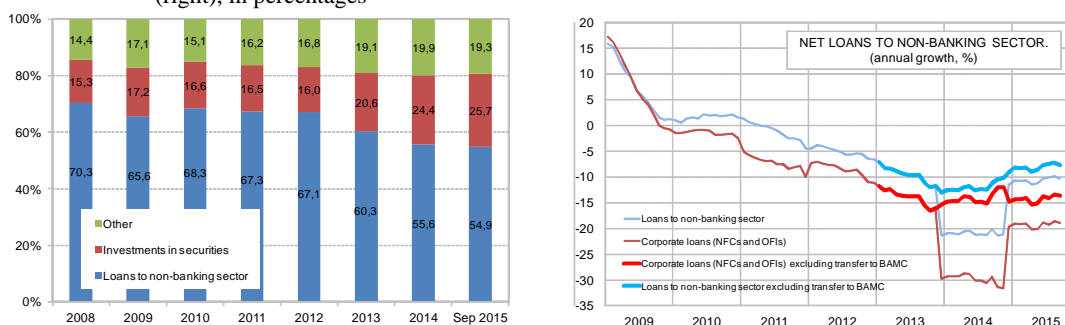 (right), in percentages
100%
80%
60%
40%
20%
0%
14,4 17,1 15,1 16,2 16,8 19,1 19,9 19,3
15,3 17,2 16,6 16,5 16,0 20,6 24,4 25,7
70,3 65,6 68,3 67,3 67,1 60,3 55,6 54,9
Other
Investments in securities
Loans to non-banking sector
2008 2009 2010 2011 2012 2013 2014 Sep 2015
NET LOANS TO NON-BANKING SECTOR.
(annual growth, %)
20
15
10
5
0
-5
-10
-15
-20
-25
-30
-35
Loans to non-banking sector
Corporate loans (NFCs and OFIs)
Corporate loans (NFCs and OFIs) excluding transfer to BAMC
Loans to non-banking sector excluding transfer to BAMC
2009 2010 2011 2012 2013 2014 2015